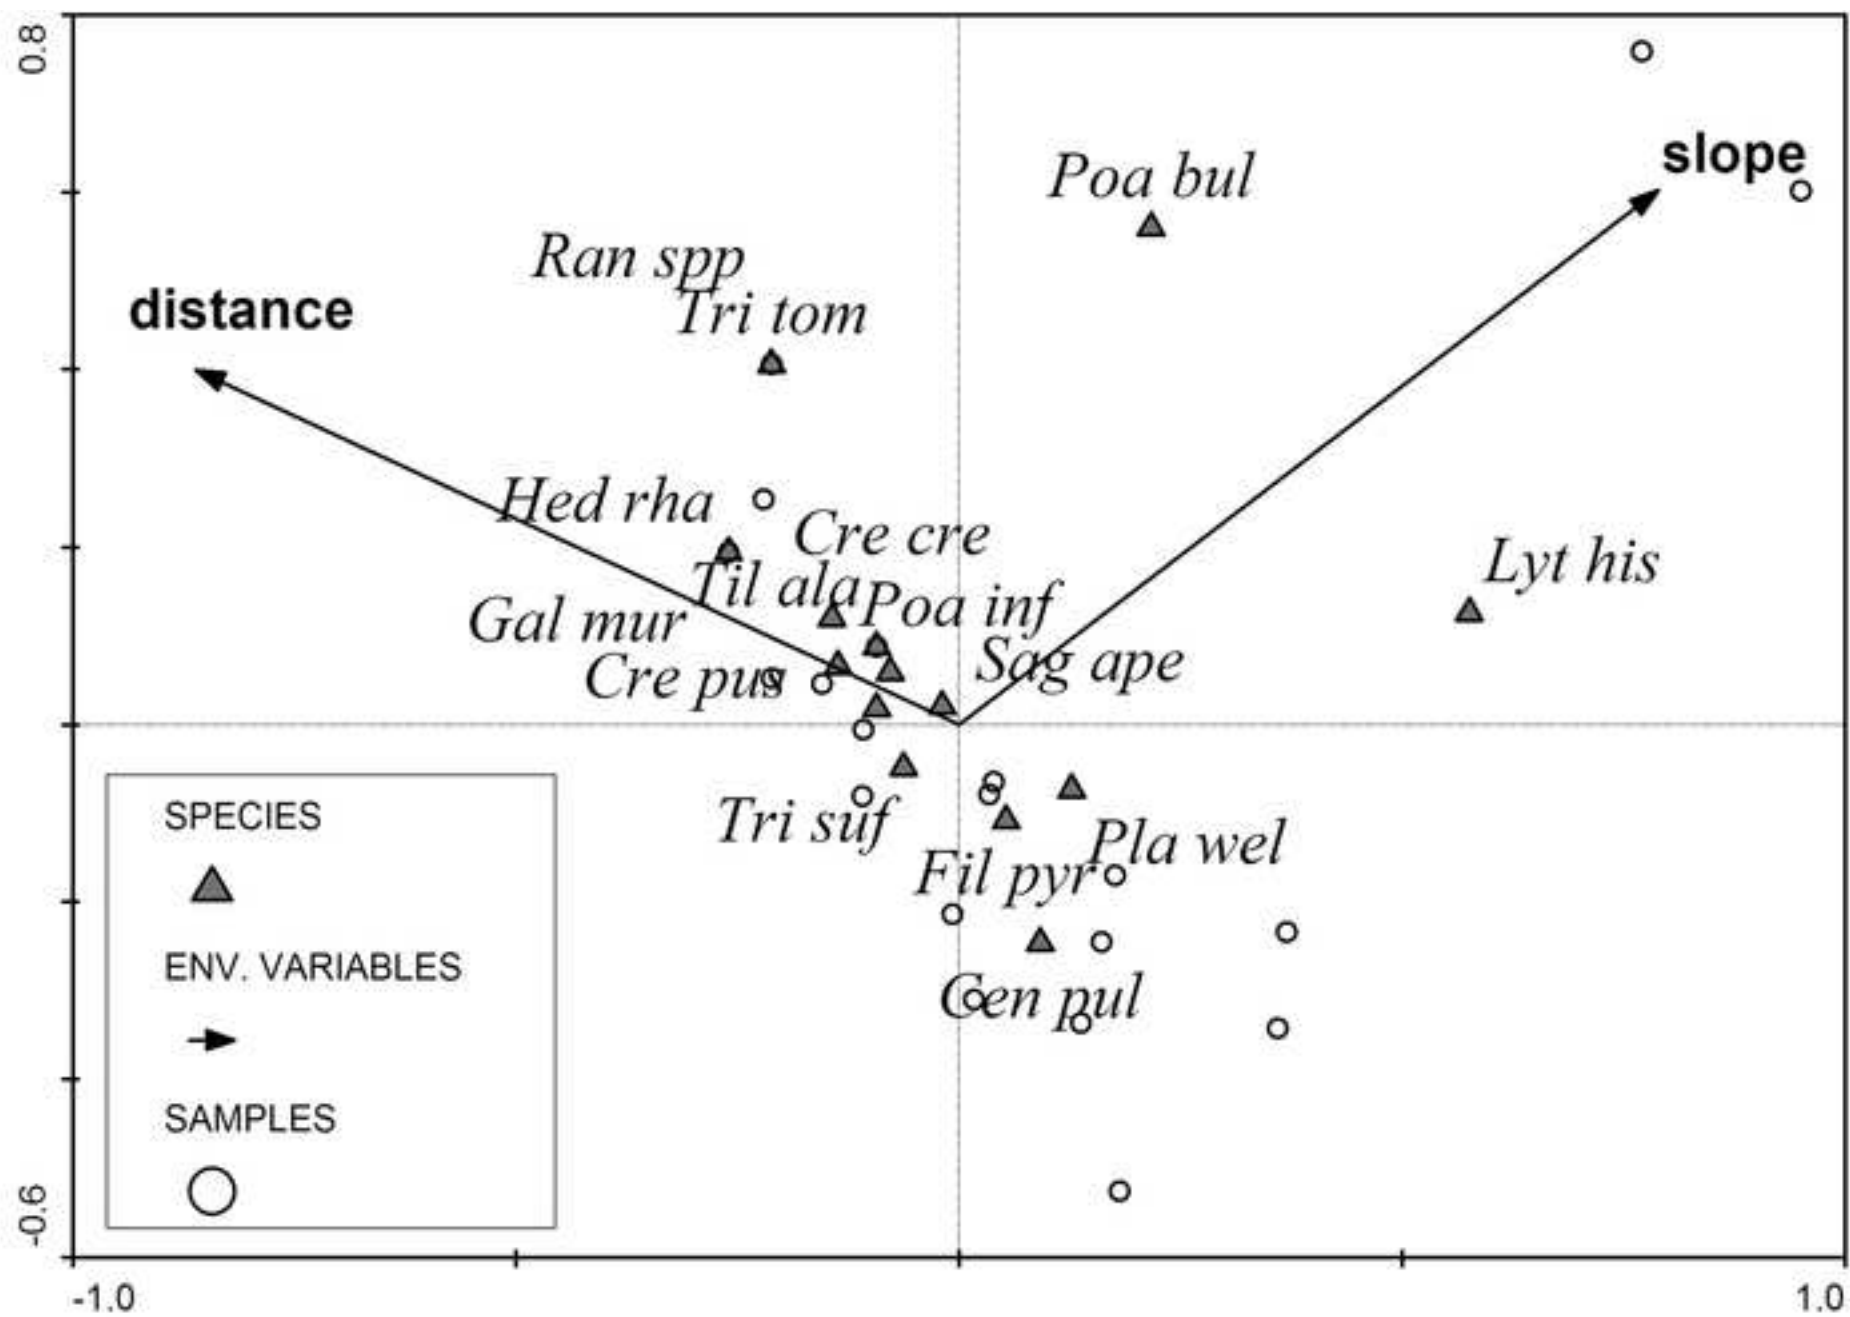 0.8
slope
Poa bul
Ran spp
Tri tom
distance
Hed rha
Cre cre
Lyt his
Til ala
Poa inf
Gal mur
Sag ape
Cre pus
SPECIES
Tri suf
Pla wel
Fil pyr
ENV. VARIABLES
Cen pul
SAMPLES
-0.6
-1.0
1.0